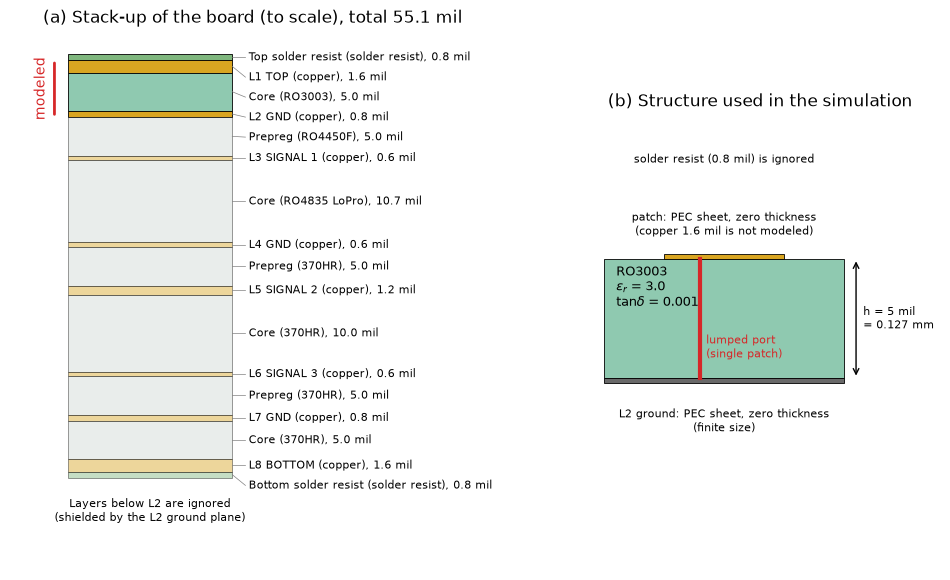 (a) Stack-up of the board (to scale), total 55.1 mil
modeled
Top solder resist (solder resist), 0.8 mil
L1 TOP (copper), 1.6 mil
Core (RO3003), 5.0 mil
L2 GND (copper), 0.8 mil
Prepreg (RO4450F), 5.0 mil
L3 SIGNAL 1 (copper), 0.6 mil
Core (RO4835 LoPro), 10.7 mil
L4 GND (copper), 0.6 mil
Prepreg (370HR), 5.0 mil
L5 SIGNAL 2 (copper), 1.2 mil
Core (370HR), 10.0 mil
L6 SIGNAL 3 (copper), 0.6 mil
Prepreg (370HR), 5.0 mil
L7 GND (copper), 0.8 mil
Core (370HR), 5.0 mil
L8 BOTTOM (copper), 1.6 mil
Bottom solder resist (solder resist), 0.8 mil
Layers below L2 are ignored
(shielded by the L2 ground plane)
(b) Structure used in the simulation
solder resist (0.8 mil) is ignored
patch: PEC sheet, zero thickness
(copper 1.6 mil is not modeled)
RO3003
εr = 3.0
tanδ = 0.001
lumped port
(single patch)
h = 5 mil
= 0.127 mm
L2 ground: PEC sheet, zero thickness
(finite size)